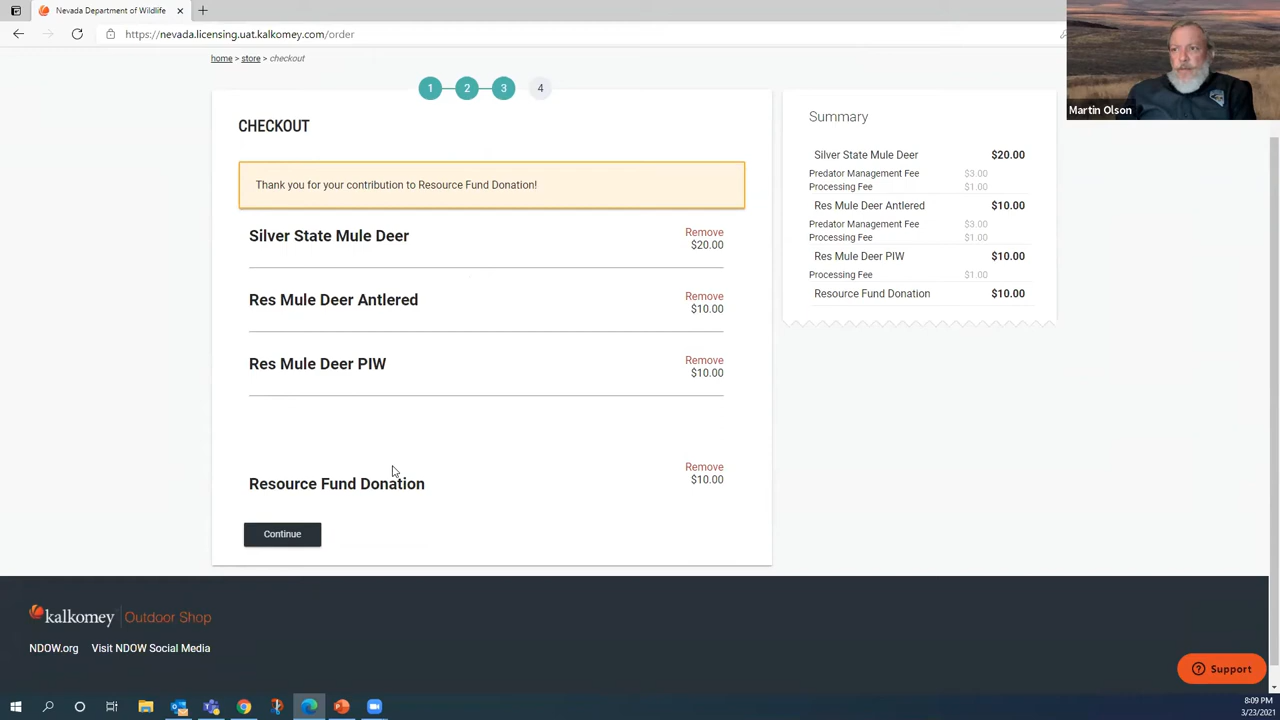 Nevada Department of Wildlife
https://nevada.licensing.uat.kalkomey.com/order
Martin Olson
home > store > checkout
1 2 3 4
CHECKOUT
Thank you for your contribution to Resource Fund Donation!
Silver State Mule Deer
Remove
$20.00
Res Mule Deer Antlered
Remove
$10.00
Res Mule Deer PIW
Remove
$10.00
Resource Fund Donation
Remove
$10.00
Continue
Summary
Silver State Mule Deer $20.00
Predator Management Fee $3.00
Processing Fee $1.00
Res Mule Deer Antlered $10.00
Predator Management Fee $3.00
Processing Fee $1.00
Res Mule Deer PIW $10.00
Processing Fee $1.00
Resource Fund Donation $10.00
kalkomey Outdoor Shop
NDOW.org Visit NDOW Social Media
Support
8:09 PM
3/23/2021